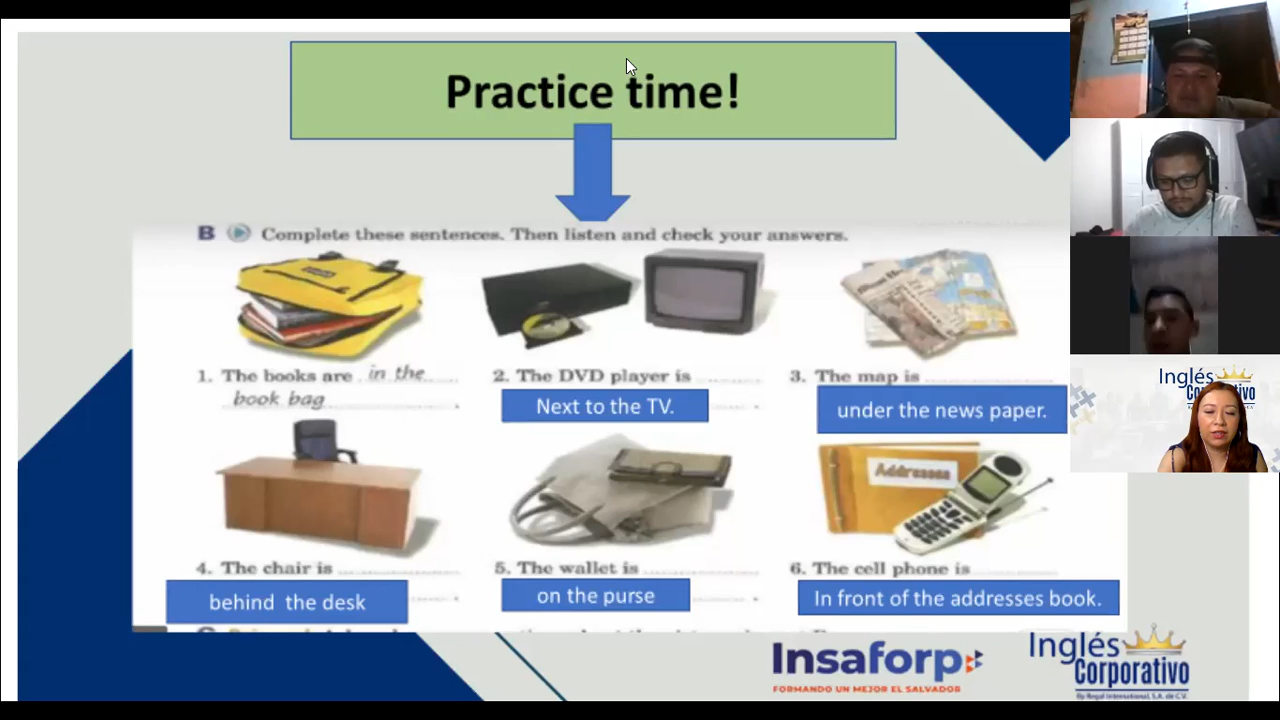 Practice time!
B Complete these sentences. Then listen and check your answers.
1. The books are in the
book bag.
2. The DVD player is
Next to the TV.
3. The map is
under the news paper.
Addresses
4. The chair is
behind the desk
5. The wallet is
on the purse
6. The cell phone is
In front of the addresses book.
Insaforp
FORMANDO UN MEJOR EL SALVADOR
Inglés
Corporativo
By Regal International, S.A. de C.V.
Inglés
Corporativo